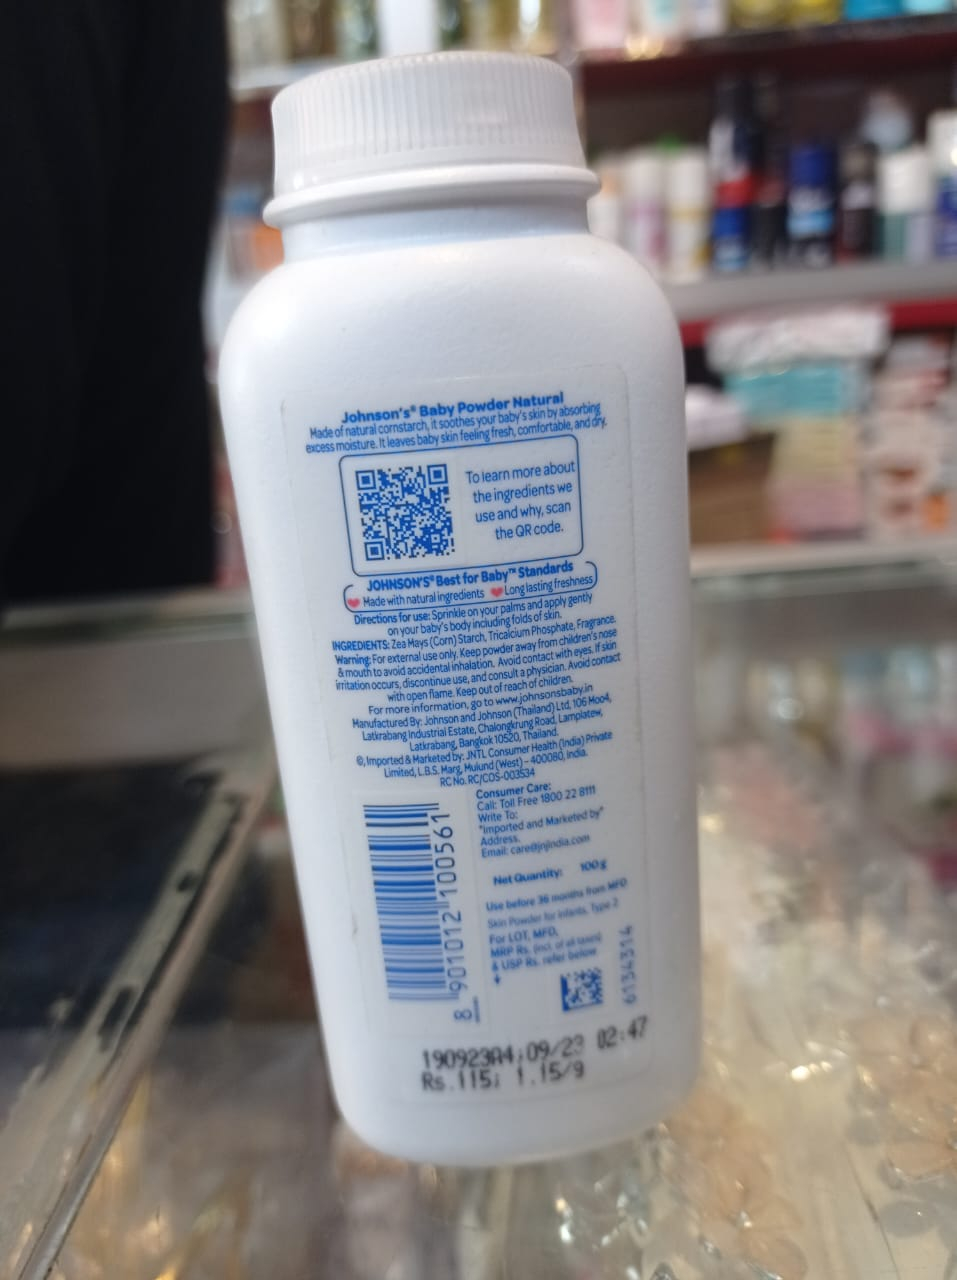 Johnson's® Baby Powder Natural
Made of natural cornstarch, it soothes your baby's skin by absorbing
excess moisture. It leaves baby skin feeling fresh, comfortable, and dry.
To learn more about
the ingredients we
use and why, scan
the QR code.
JOHNSON'S® Best for Baby™ Standards
Made with natural ingredients Long lasting freshness
Directions for use: Sprinkle on your palms and apply gently
on your baby's body including folds of skin.
INGREDIENTS: Zea Mays (Corn) Starch, Tricalcium Phosphate, Fragrance.
Warning: For external use only. Keep powder away from children's nose
& mouth to avoid accidental inhalation. Avoid contact with eyes. If skin
irritation occurs, discontinue use, and consult a physician. Avoid contact
with open flame. Keep out of reach of children.
For more information, go to www.johnsonsbaby.in
Manufactured By: Johnson and Johnson (Thailand) Ltd, 106 Moo4,
Latkrabang Industrial Estate, Chalongkrung Road, Lamplatew,
Latkrabang, Bangkok 10520, Thailand.
©, Imported & Marketed by: JNTL Consumer Health (India) Private
Limited, L.B.S. Marg, Mulund (West) – 400080, India.
RC No. RC/COS-003534
Consumer Care:
Call: Toll Free 1800 22 8111
Write To:
"Imported and Marketed by"
Address.
Email: care@jnjindia.com
Net Quantity: 100g
Use before 36 months from MFD
Skin Powder for infants, Type 2
For LOT, MFD,
MRP Rs. (incl. of all taxes)
& USP Rs. refer below
8 901012 100561
6134314
190923A4; 09/23 02:47
Rs.115; 1.15/g